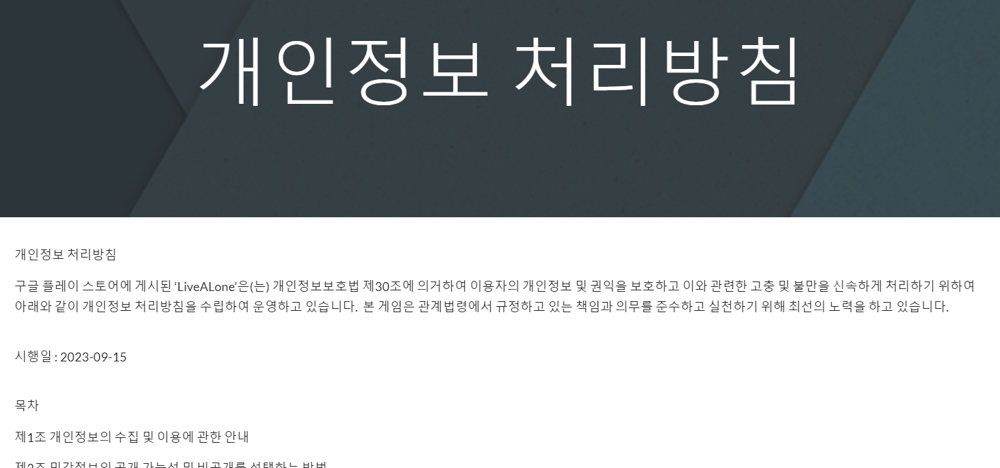 개인정보 처리방침
개인정보 처리방침
구글 플레이 스토어에 게시된 ‘LiveALone’은(는) 개인정보보호법 제30조에 의거하여 이용자의 개인정보 및 권익을 보호하고 이와 관련한 고충 및 불만을 신속하게 처리하기 위하여
아래와 같이 개인정보 처리방침을 수립하여 운영하고 있습니다. 본 게임은 관계법령에서 규정하고 있는 책임과 의무를 준수하고 실천하기 위해 최선의 노력을 하고 있습니다.
시행일 : 2023-09-15
목차
제1조 개인정보의 수집 및 이용에 관한 안내
제2조 민감정보의 공개 가능성 및 비공개를 선택하는 방법